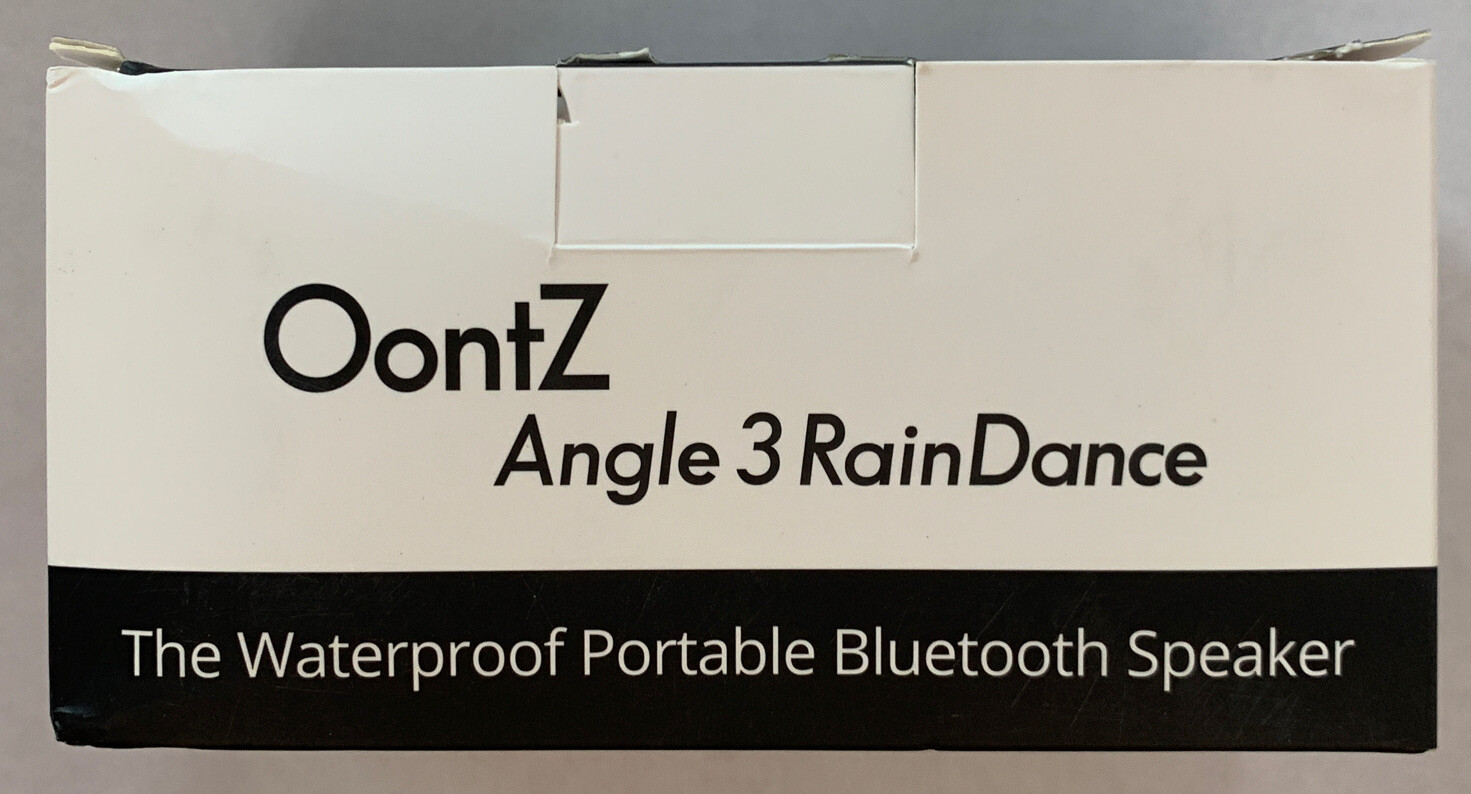 OontZ
Angle 3 RainDance
The Waterproof Portable Bluetooth Speaker